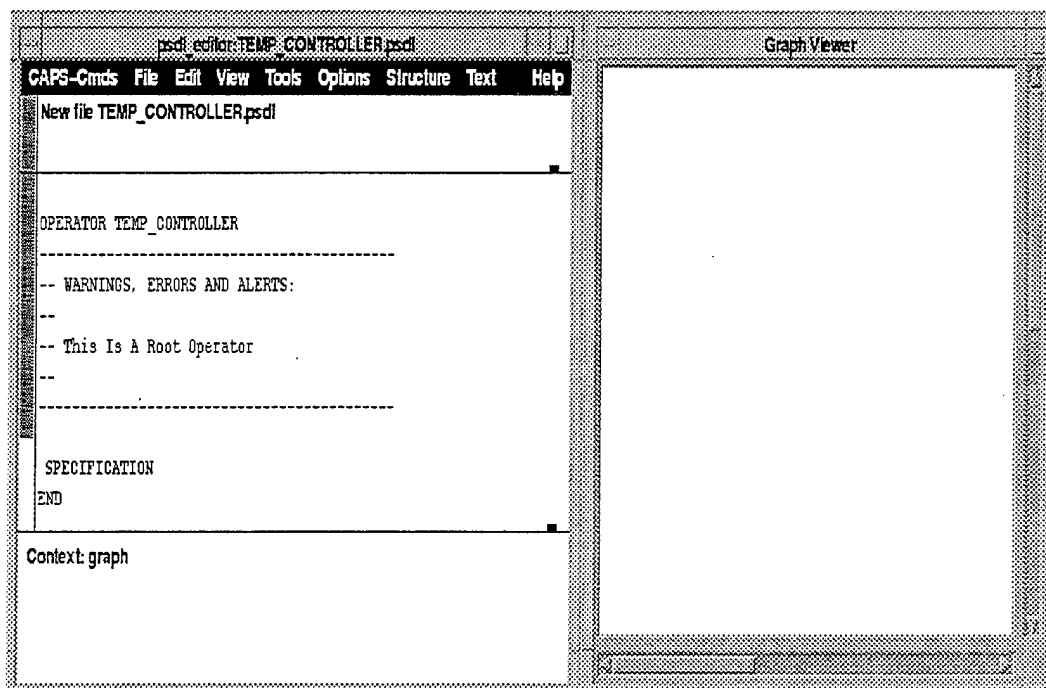 psdl_editor:TEMP_CONTROLLER.psdl
CAPS-Cmds File Edit View Tools Options Structure Text Help
New file TEMP_CONTROLLER.psdl
OPERATOR TEMP_CONTROLLER
-------------------------------------------
-- WARNINGS, ERRORS AND ALERTS:
--
-- This Is A Root Operator
--
-------------------------------------------
SPECIFICATION
END
Context: graph
Graph Viewer